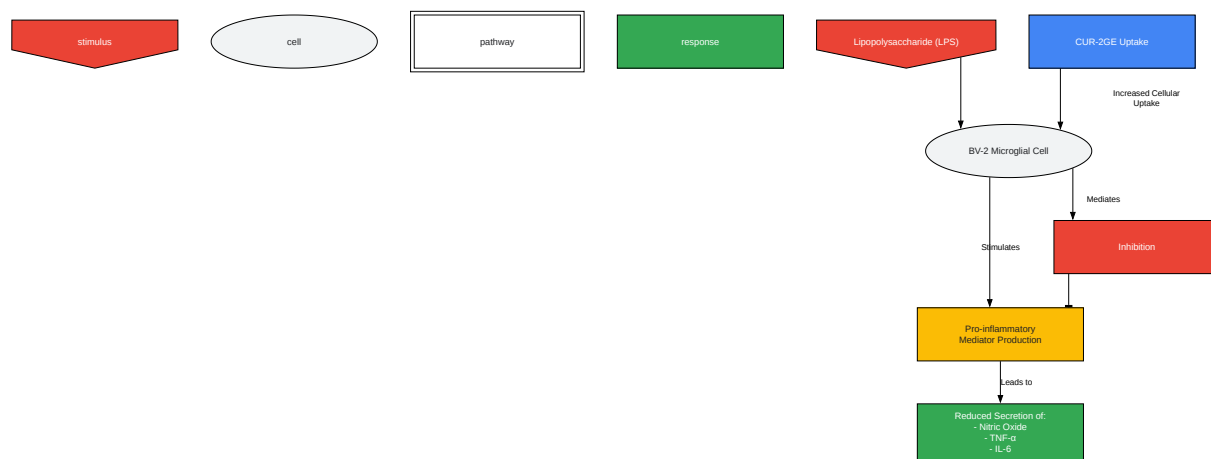 stimulus
cell
pathway
response
Lipopolysaccharide (LPS)
CUR-2GE Uptake
Increased Cellular
Uptake
BV-2 Microglial Cell
Mediates
Stimulates
Inhibition
Pro-inflammatory
Mediator Production
Leads to
Reduced Secretion of:
- Nitric Oxide
- TNF-α
- IL-6